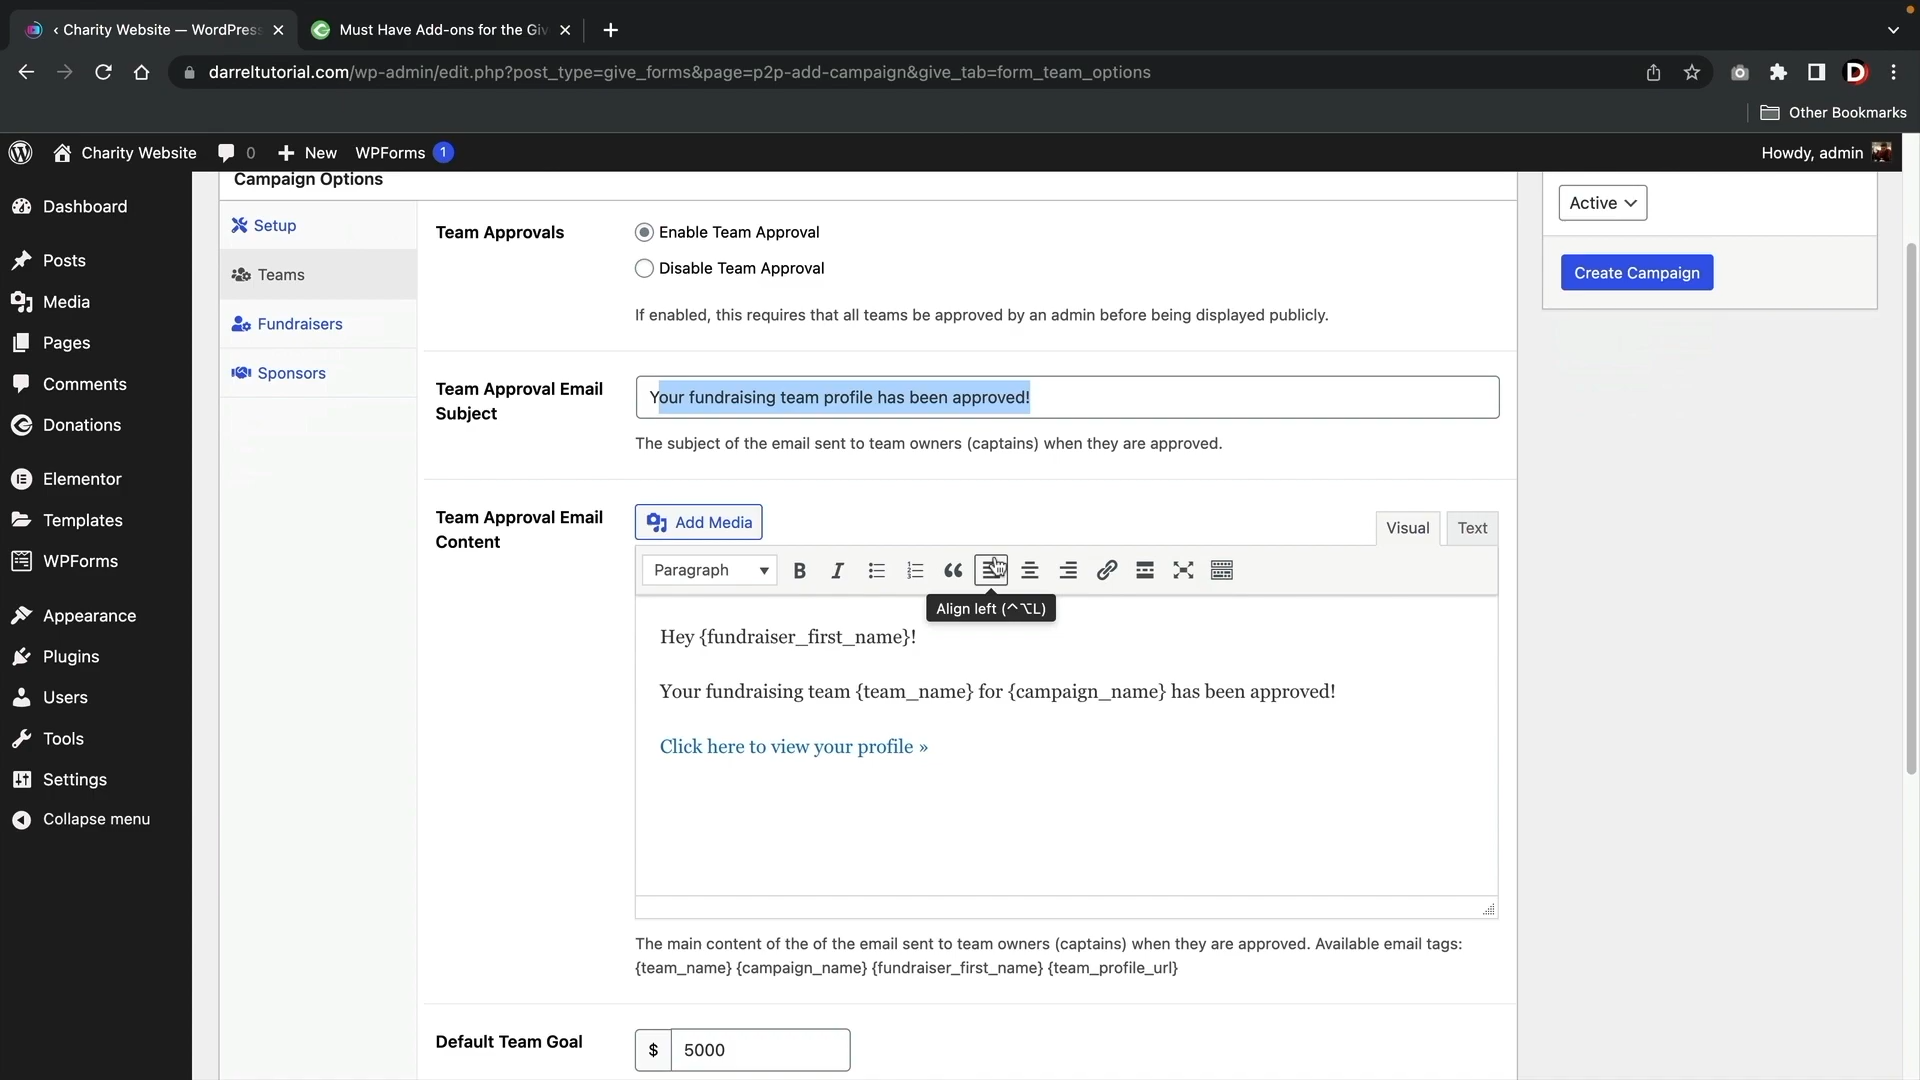 ‹ Charity Website — WordPress
Must Have Add-ons for the Giv
darreltutorial.com/wp-admin/edit.php?post_type=give_forms&page=p2p-add-campaign&give_tab=form_team_options
Other Bookmarks
Charity Website
0
New
WPForms
1
Howdy, admin
Dashboard
Posts
Media
Pages
Comments
Donations
Elementor
Templates
WPForms
Appearance
Plugins
Users
Tools
Settings
Collapse menu
Campaign Options
Setup
Teams
Fundraisers
Sponsors
Team Approvals
Enable Team Approval
Disable Team Approval
If enabled, this requires that all teams be approved by an admin before being displayed publicly.
Team Approval Email
Subject
Your fundraising team profile has been approved!
The subject of the email sent to team owners (captains) when they are approved.
Team Approval Email
Content
Add Media
Visual
Text
Paragraph
B
I
Align left (^⌥L)
Hey {fundraiser_first_name}!
Your fundraising team {team_name} for {campaign_name} has been approved!
Click here to view your profile »
The main content of the of the email sent to team owners (captains) when they are approved. Available email tags:
{team_name} {campaign_name} {fundraiser_first_name} {team_profile_url}
Default Team Goal
$
5000
Active
Create Campaign